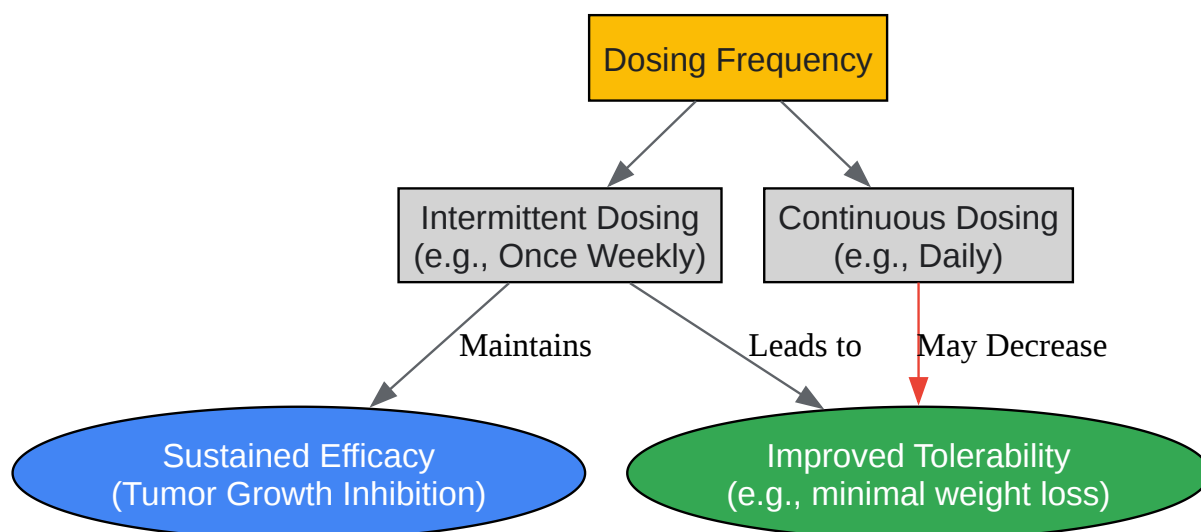 Dosing Frequency
Intermittent Dosing
(e.g., Once Weekly)
Continuous Dosing
(e.g., Daily)
Maintains
Leads to
May Decrease
Sustained Efficacy
(Tumor Growth Inhibition)
Improved Tolerability
(e.g., minimal weight loss)